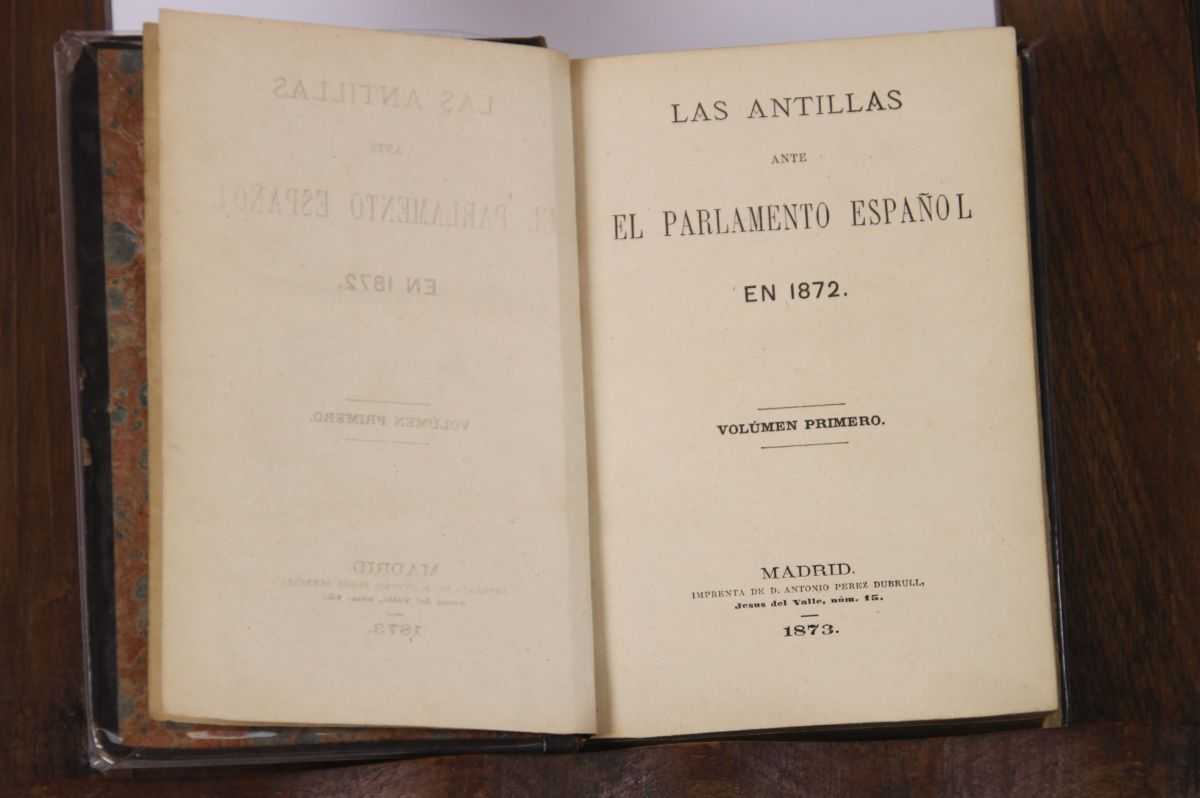 LAS ANTILLAS
ANTE
EL PARLAMENTO ESPAÑOL
EN 1872.
VOLÚMEN PRIMERO.
MADRID.
IMPRENTA DE D. ANTONIO PEREZ DUBRULL,
Jesus del Valle, núm. 15.
1873.